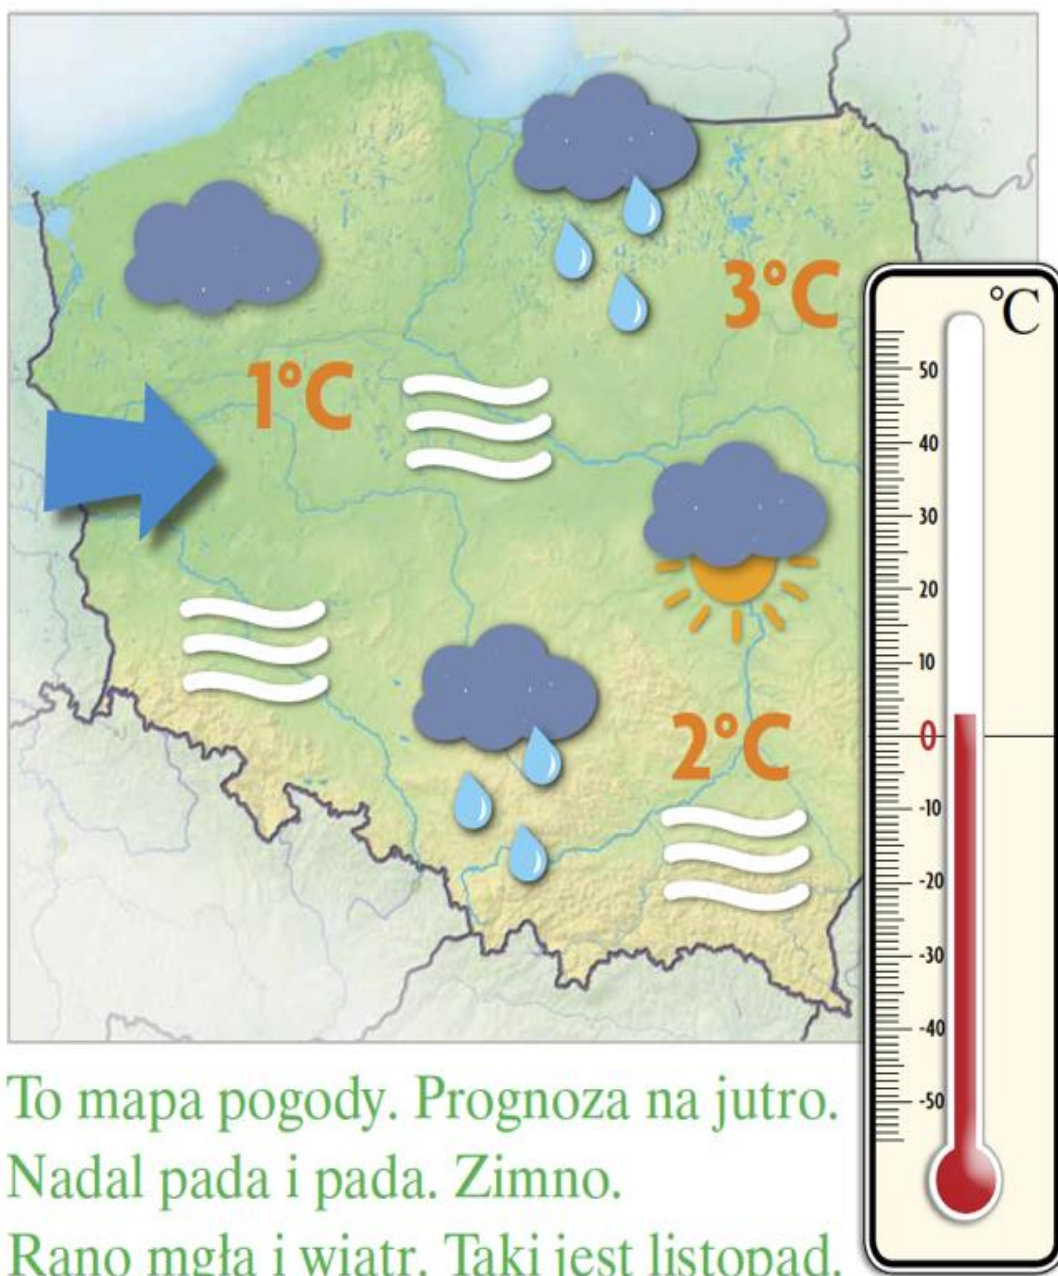 3°C
°C
1°C
50
40
30
20
10
0
2°C
-10
-20
-30
-40
-50
To mapa pogody. Prognoza na jutro.
Nadal pada i pada. Zimno.
Rano mgła i wiatr. Taki jest listopad.